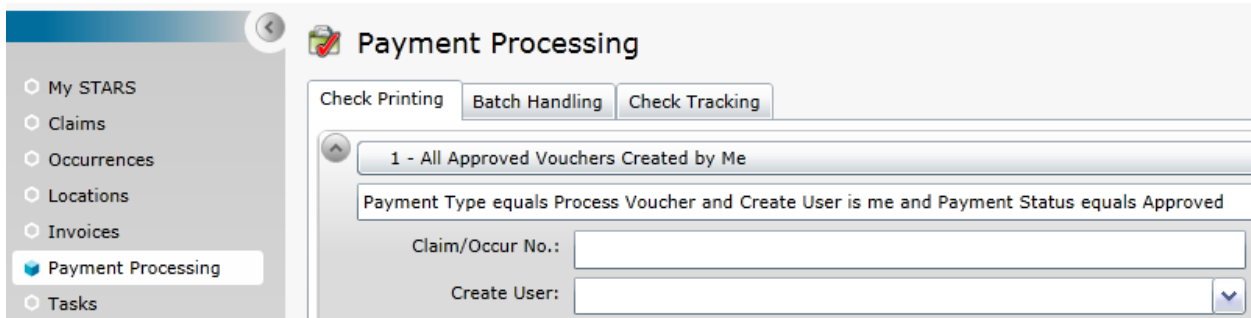 Payment Processing
My STARS
Claims
Occurrences
Locations
Invoices
Payment Processing
Tasks
Check Printing
Batch Handling
Check Tracking
1 - All Approved Vouchers Created by Me
Payment Type equals Process Voucher and Create User is me and Payment Status equals Approved
Claim/Occur No.:
Create User: